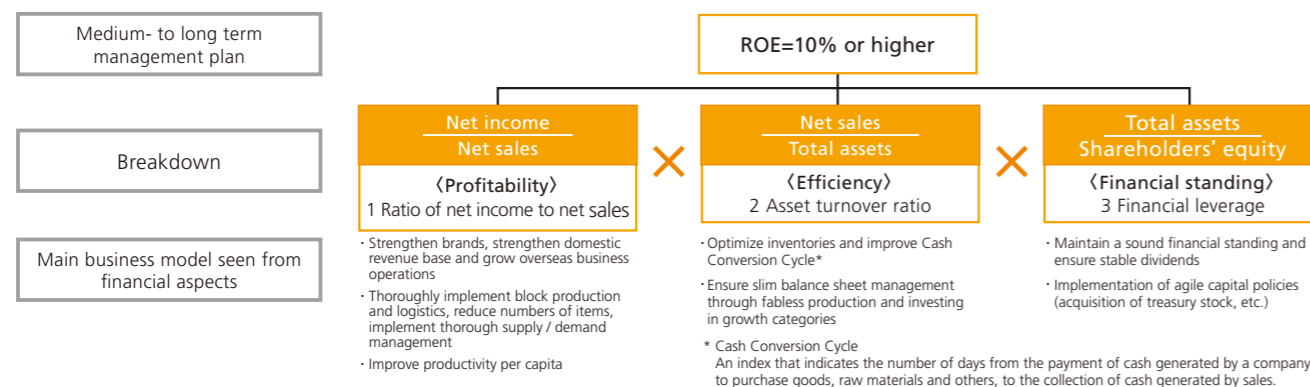 Medium- to long term
management plan
ROE=10% or higher
Breakdown
Net income
Net sales
〈Profitability〉
1 Ratio of net income to net sales
×
Net sales
Total assets
〈Efficiency〉
2 Asset turnover ratio
×
Total assets
Shareholders' equity
〈Financial standing〉
3 Financial leverage
Main business model seen from
financial aspects
· Strengthen brands, strengthen domestic
revenue base and grow overseas business
operations
· Thoroughly implement block production
and logistics, reduce numbers of items,
implement thorough supply / demand
management
· Improve productivity per capita
· Optimize inventories and improve Cash
Conversion Cycle*
· Ensure slim balance sheet management
through fabless production and investing
in growth categories
· Maintain a sound financial standing and
ensure stable dividends
· Implementation of agile capital policies
(acquisition of treasury stock, etc.)
* Cash Conversion Cycle
An index that indicates the number of days from the payment of cash generated by a company
to purchase goods, raw materials and others, to the collection of cash generated by sales.